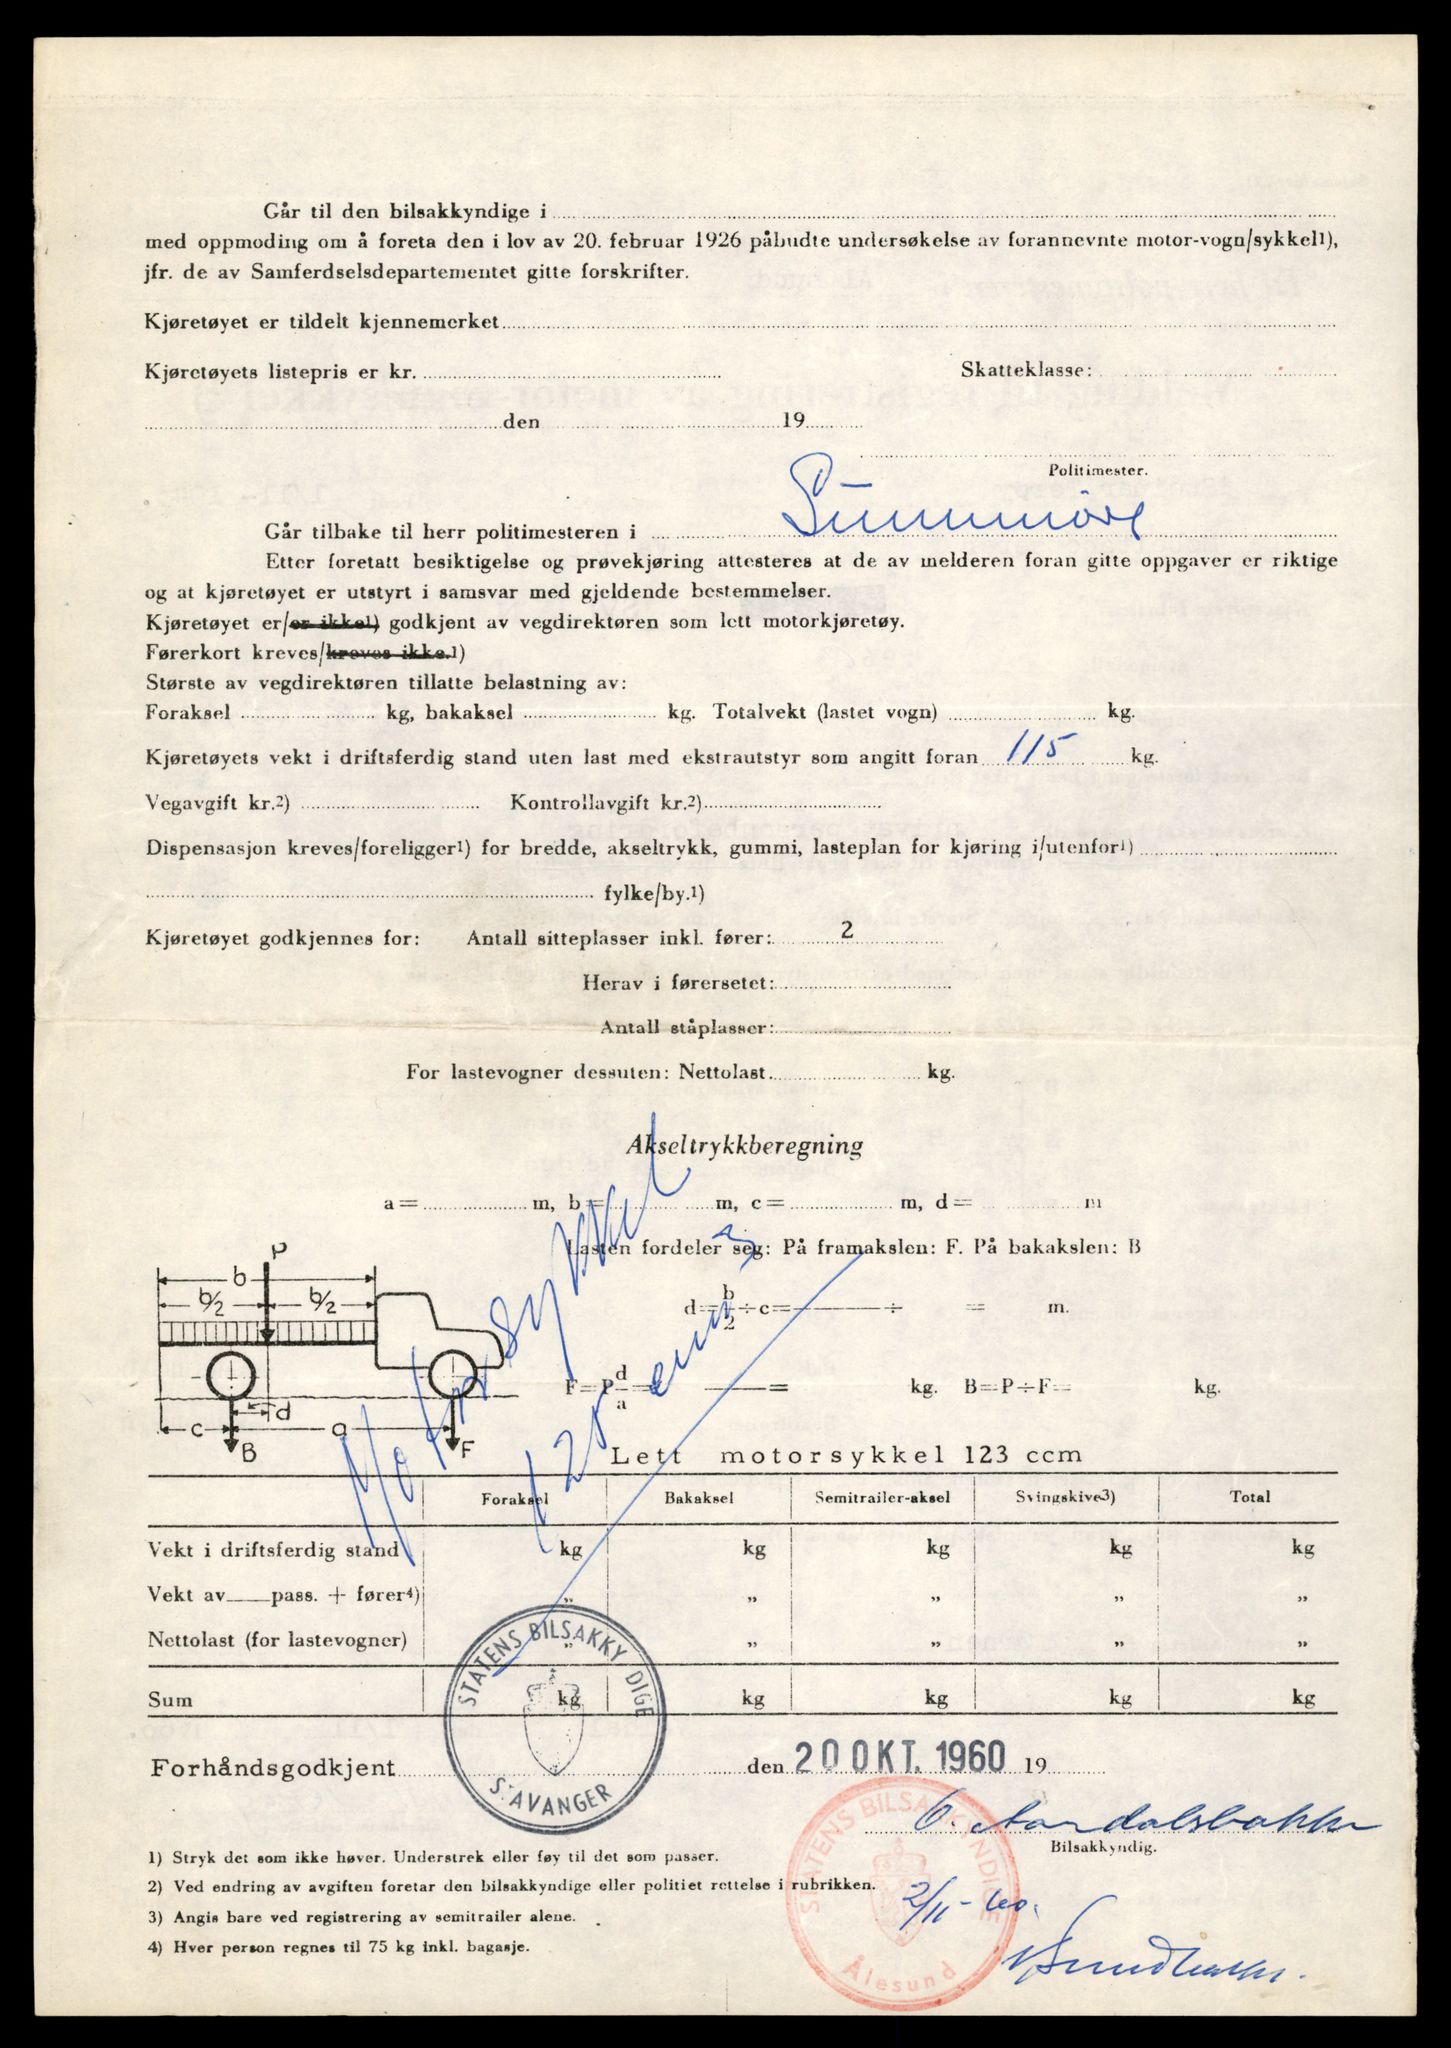 Går til den bilsakkyndige i
med oppmoding om å foreta den i lov av 20. februar 1926 påbudte undersøkelse av forannevnte motor-vogn/sykkel1),
jfr. de av Samferdselsdepartementet gitte forskrifter.
Kjøretøyet er tildelt kjennemerket
Kjøretøyets listepris er kr. Skatteklasse:
den 19
Politimester.
Går tilbake til herr politimesteren i Sunnmøre
Etter foretatt besiktigelse og prøvekjøring attesteres at de av melderen foran gitte oppgaver er riktige
og at kjøretøyet er utstyrt i samsvar med gjeldende bestemmelser.
Kjøretøyet er/er ikke1) godkjent av vegdirektøren som lett motorkjøretøy.
Førerkort kreves/kreves ikke.1)
Største av vegdirektøren tillatte belastning av:
Foraksel kg, bakaksel kg. Totalvekt (lastet vogn) kg.
Kjøretøyets vekt i driftsferdig stand uten last med ekstrautstyr som angitt foran 115 kg.
Vegavgift kr.2) Kontrollavgift kr.2)
Dispensasjon kreves/foreligger1) for bredde, akseltrykk, gummi, lasteplan for kjøring i/utenfor1)
fylke/by.1)
Kjøretøyet godkjennes for: Antall sitteplasser inkl. fører: 2
Herav i førersetet:
Antall ståplasser:
For lastevogner dessuten: Nettolast kg.
Akseltrykkberegning
a = m, b = m, c = m, d = m
Lasten fordeler seg: På framakslen: F. På bakakslen: B
P
b
b/2 b/2
d = b/2 ÷ c = ÷ = m.
F = P d/a = = kg. B = P ÷ F = kg.
c d a
B F
Motorsykkel
125 cm3
Lett motorsykkel 123 ccm
Foraksel Bakaksel Semitrailer-aksel Svingskive3) Total
Vekt i driftsferdig stand kg kg kg kg kg
Vekt av pass. + fører4) " " " " "
Nettolast (for lastevogner) " " " " "
Sum kg kg kg kg kg
STATENS BILSAKKY DIGE
STAVANGER
Forhåndsgodkjent den 20 OKT. 1960 19
O. Aardalsbakke
Bilsakkyndig.
STATENS BILSAKKYNDIGE
Ålesund
2/11-60.
1) Stryk det som ikke høver. Understrek eller føy til det som passer.
2) Ved endring av avgiften foretar den bilsakkyndige eller politiet rettelse i rubrikken.
3) Angis bare ved registrering av semitrailer alene.
4) Hver person regnes til 75 kg inkl. bagasje.